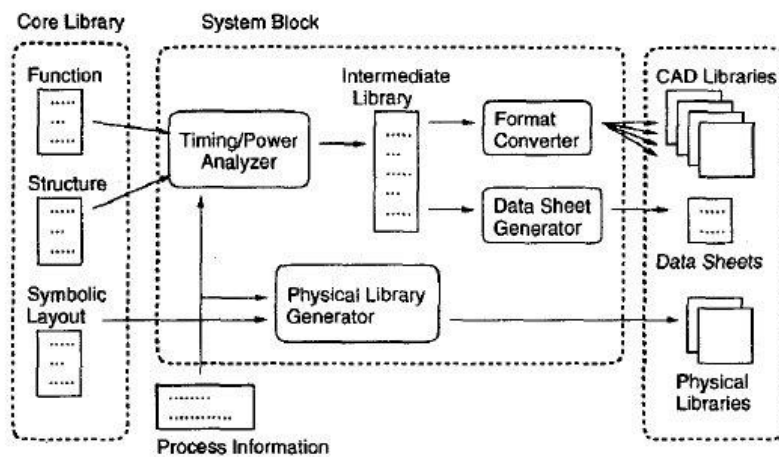 Core Library
System Block
Function
Structure
Symbolic
Layout
Timing/Power
Analyzer
Intermediate
Library
Format
Converter
Data Sheet
Generator
Physical Library
Generator
Process Information
CAD Libraries
Data Sheets
Physical
Libraries